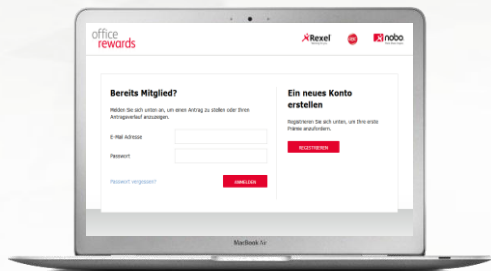 office
rewards
Rexel
nobo
Bereits Mitglied?
Melden Sie sich unten an, um einen Antrag zu stellen oder Ihren
Antragsverlauf anzuzeigen.
E-Mail Adresse
Passwort
Passwort vergessen?
ANMELDEN
Ein neues Konto
erstellen
Registrieren Sie sich unten, um Ihre erste
Prämie anzufordern.
REGISTRIEREN
MacBook Air